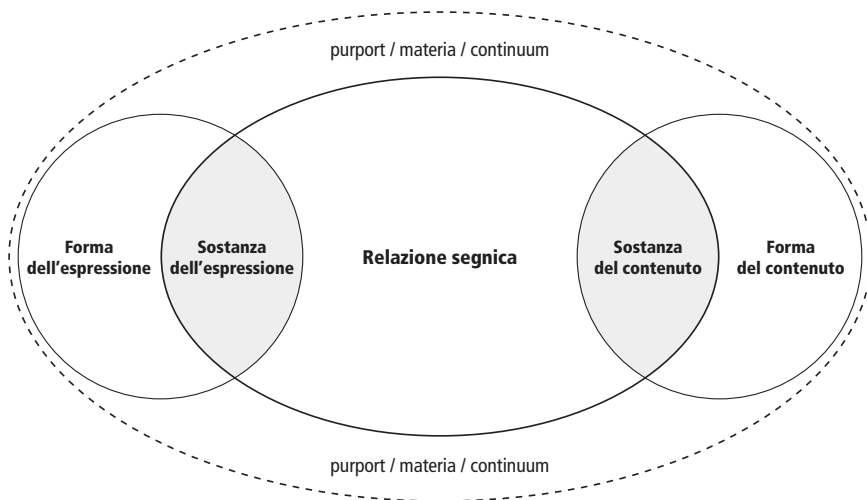 purport / materia / continuum
Forma
dell'espressione
Sostanza
dell'espressione
Relazione segnica
Sostanza
del contenuto
Forma
del contenuto
purport / materia / continuum